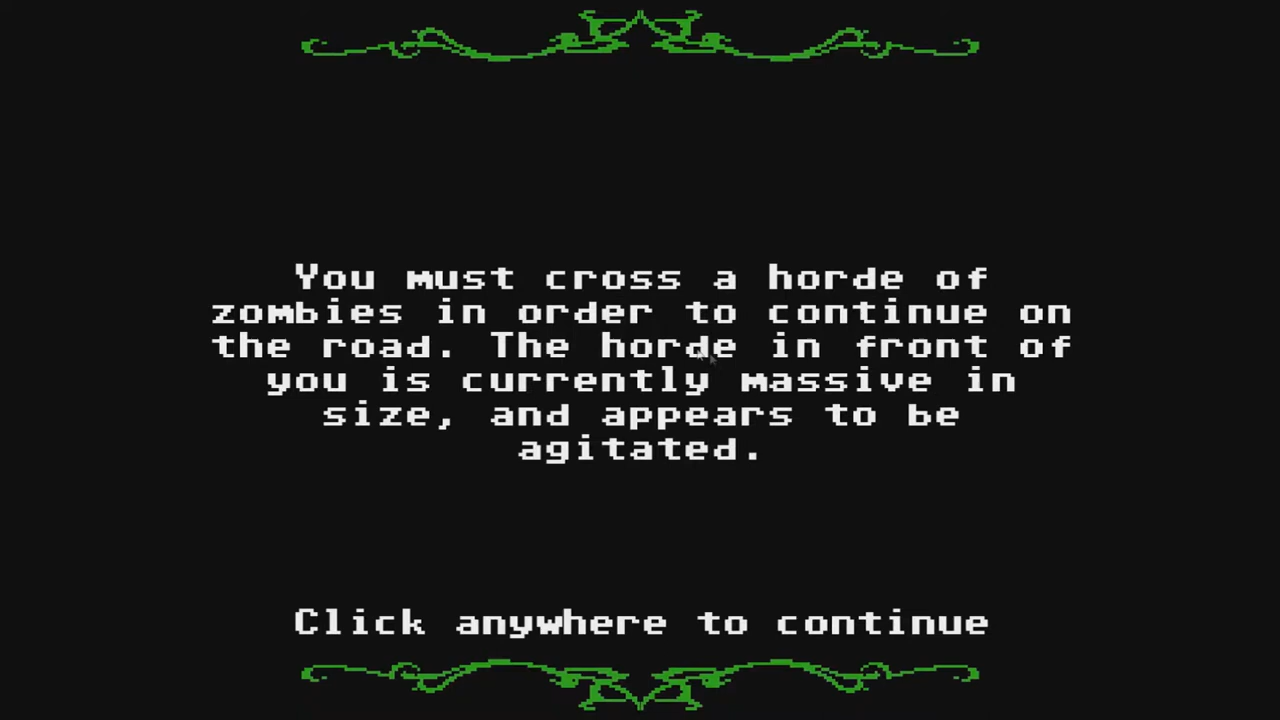 You must cross a horde of
zombies in order to continue on
the road. The horde in front of
you is currently massive in
size, and appears to be
agitated.
Click anywhere to continue